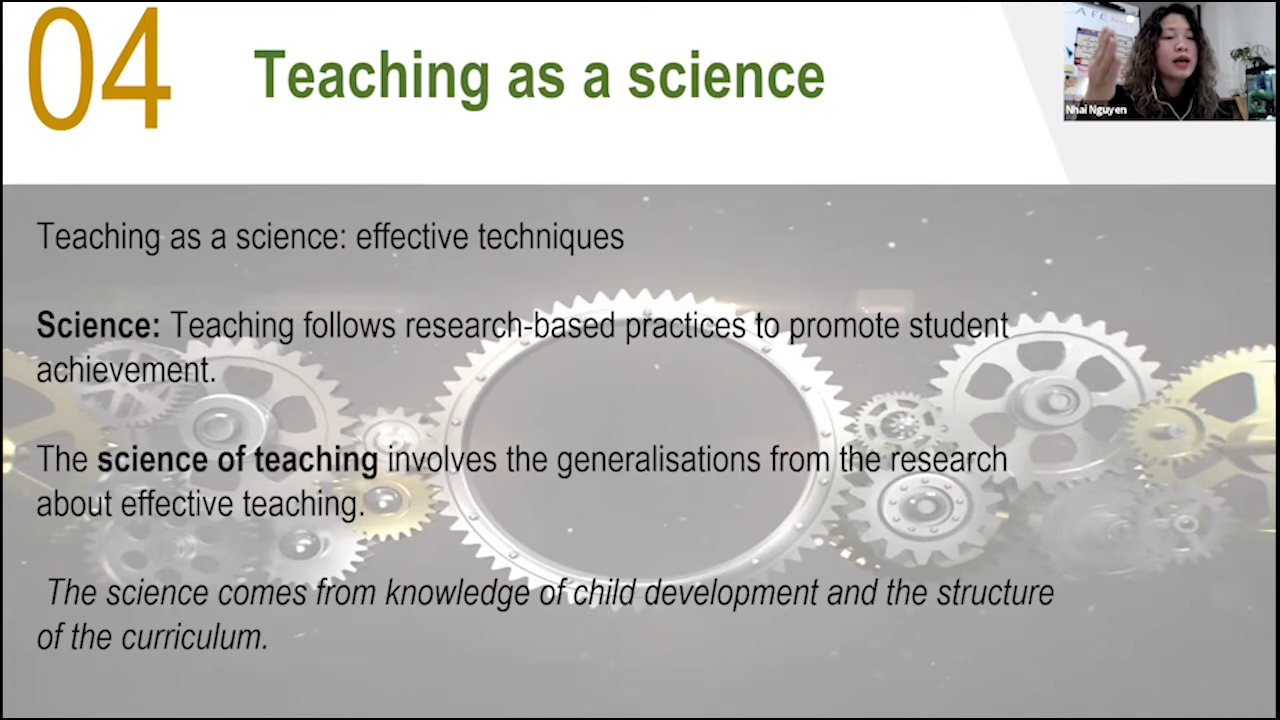 04
Teaching as a science
CAFE
Nhai Nguyen
Teaching as a science: effective techniques
Science: Teaching follows research-based practices to promote student
achievement.
The science of teaching involves the generalisations from the research
about effective teaching.
The science comes from knowledge of child development and the structure
of the curriculum.